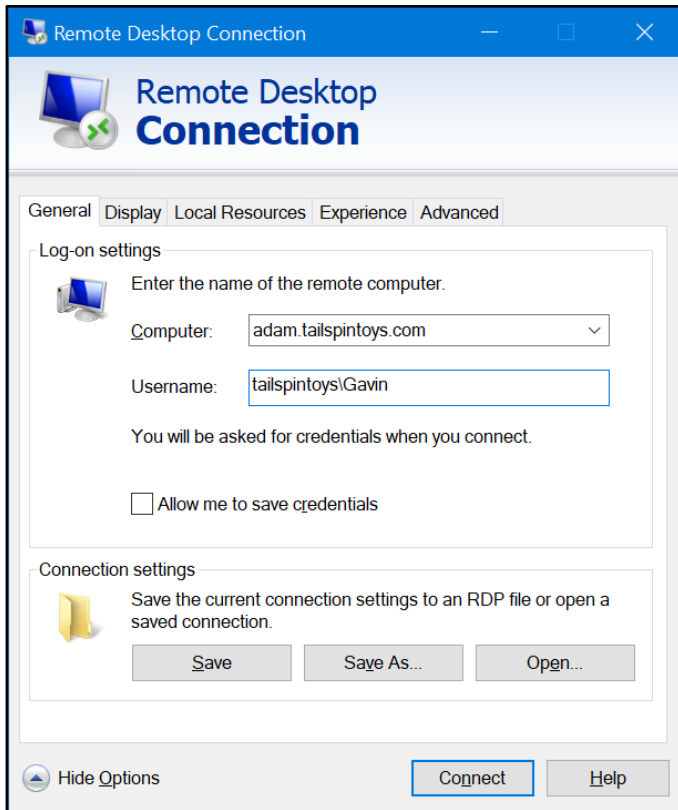 Remote Desktop Connection
Remote Desktop
Connection
General Display Local Resources Experience Advanced
Log-on settings
Enter the name of the remote computer.
Computer: adam.tailspintoys.com
Username: tailspintoys\Gavin
You will be asked for credentials when you connect.
Allow me to save credentials
Connection settings
Save the current connection settings to an RDP file or open a
saved connection.
Save Save As... Open...
Hide Options Connect Help